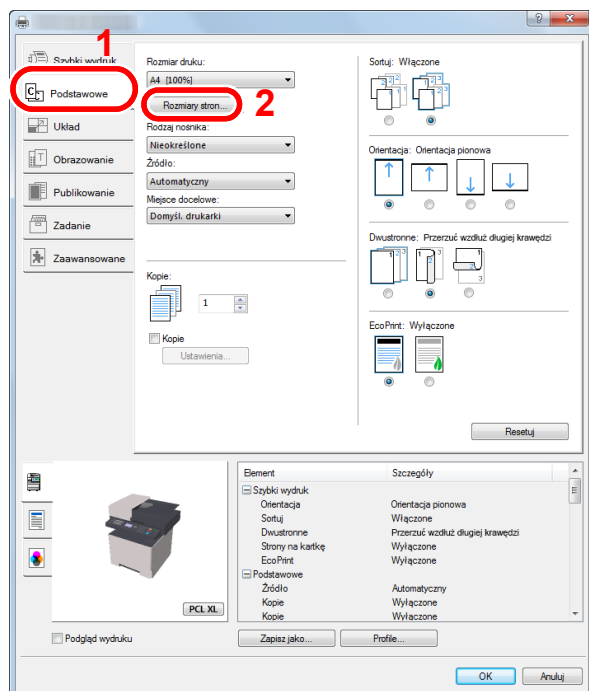 1
Szybki wydruk
Podstawowe
Układ
Obrazowanie
Publikowanie
Zadanie
Zaawansowane
Rozmiar druku:
A4 [100%]
Rozmiary stron...
2
Rodzaj nośnika:
Nieokreślone
Źródło:
Automatyczny
Miejsce docelowe:
Domyśl. drukarki
Kopie:
1
Kopie
Ustawienia...
Sortuj: Włączone
Orientacja: Orientacja pionowa
Dwustronne: Przerzuć wzdłuż długiej krawędzi
EcoPrint: Wyłączone
Resetuj
PCL XL
Podgląd wydruku
Element Szczegóły
Szybki wydruk
Orientacja Orientacja pionowa
Sortuj Włączone
Dwustronne Przerzuć wzdłuż długiej krawędzi
Strony na kartkę Wyłączone
EcoPrint Wyłączone
Podstawowe
Źródło Automatyczny
Kopie Wyłączone
Kopie Wyłączone
Zapisz jako... Profile...
OK Anuluj